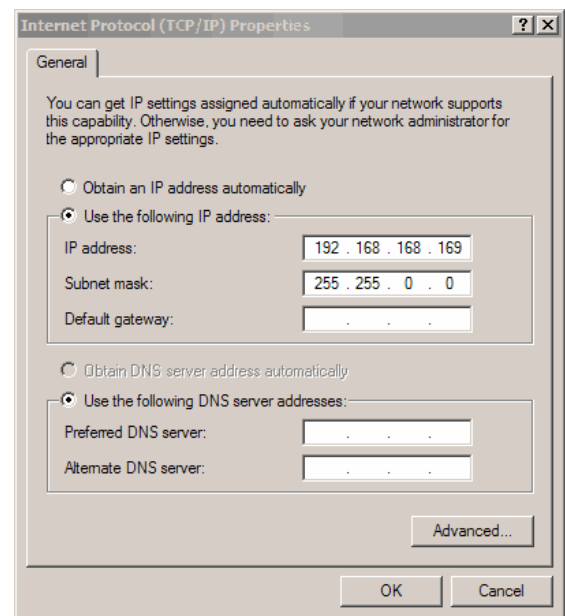 Internet Protocol (TCP/IP) Properties
General
You can get IP settings assigned automatically if your network supports
this capability. Otherwise, you need to ask your network administrator for
the appropriate IP settings.
Obtain an IP address automatically
Use the following IP address:
IP address: 192 . 168 . 168 . 169
Subnet mask: 255 . 255 . 0 . 0
Default gateway: . . .
Obtain DNS server address automatically
Use the following DNS server addresses:
Preferred DNS server: . . .
Alternate DNS server: . . .
Advanced...
OK Cancel